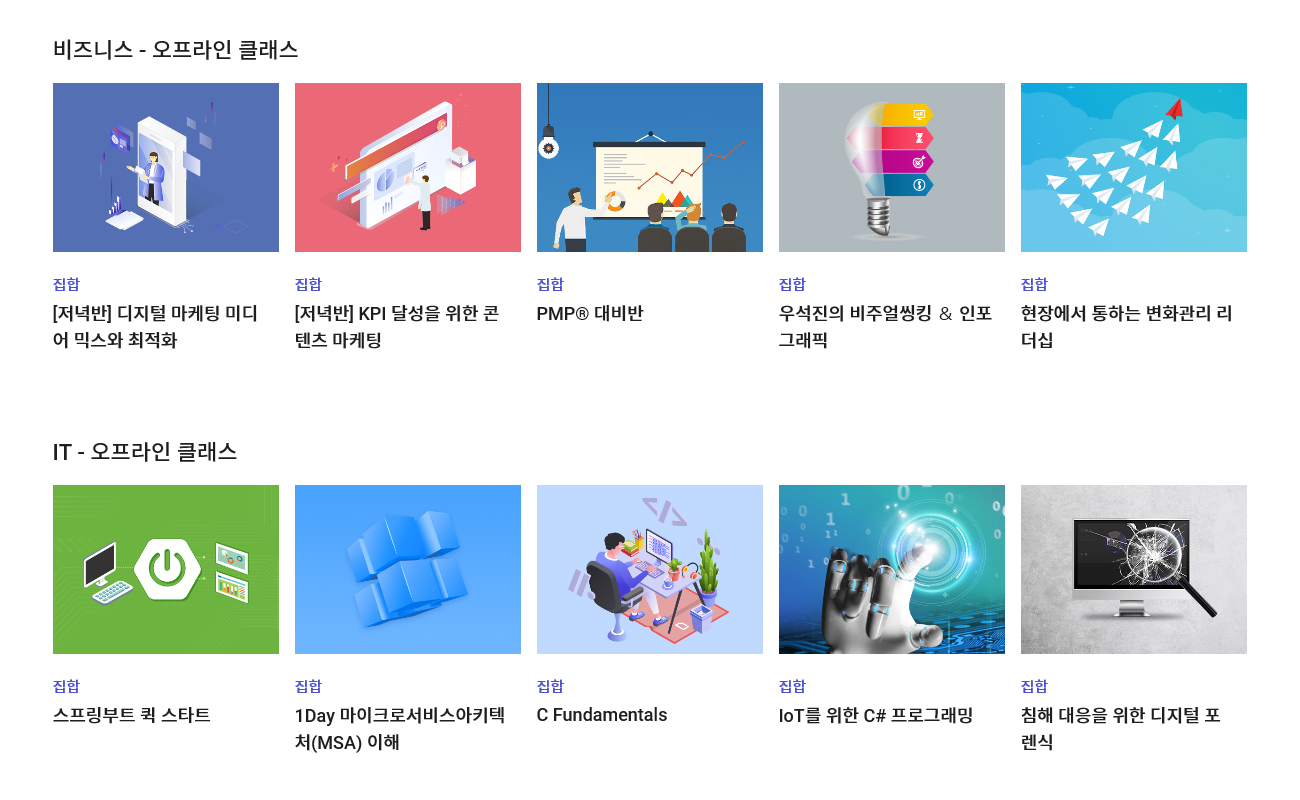 비즈니스 - 오프라인 클래스
집합
[저녁반] 디지털 마케팅 미디
어 믹스와 최적화
집합
[저녁반] KPI 달성을 위한 콘
텐츠 마케팅
집합
PMP® 대비반
집합
우석진의 비주얼씽킹 & 인포
그래픽
집합
현장에서 통하는 변화관리 리
더십
IT - 오프라인 클래스
집합
스프링부트 퀵 스타트
집합
1Day 마이크로서비스아키텍
처(MSA) 이해
집합
C Fundamentals
집합
IoT를 위한 C# 프로그래밍
집합
침해 대응을 위한 디지털 포
렌식